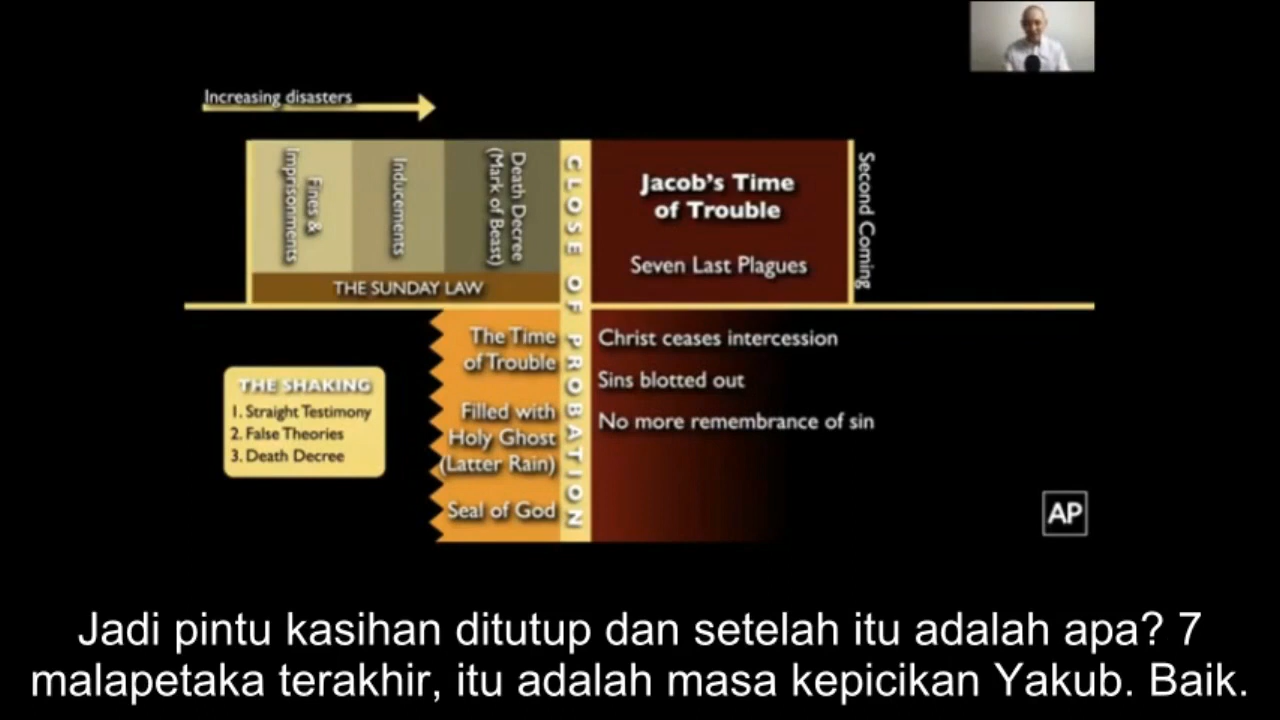 Increasing disasters
Fines &
Imprisonments
Inducements
Death Decree
(Mark of Beast)
THE SUNDAY LAW
CLOSE OF PROBATION
Jacob's Time
of Trouble
Seven Last Plagues
Second Coming
THE SHAKING
1. Straight Testimony
2. False Theories
3. Death Decree
The Time
of Trouble
Filled with
Holy Ghost
(Latter Rain)
Seal of God
Christ ceases intercession
Sins blotted out
No more remembrance of sin
AP
Jadi pintu kasihan ditutup dan setelah itu adalah apa? 7
malapetaka terakhir, itu adalah masa kepicikan Yakub. Baik.